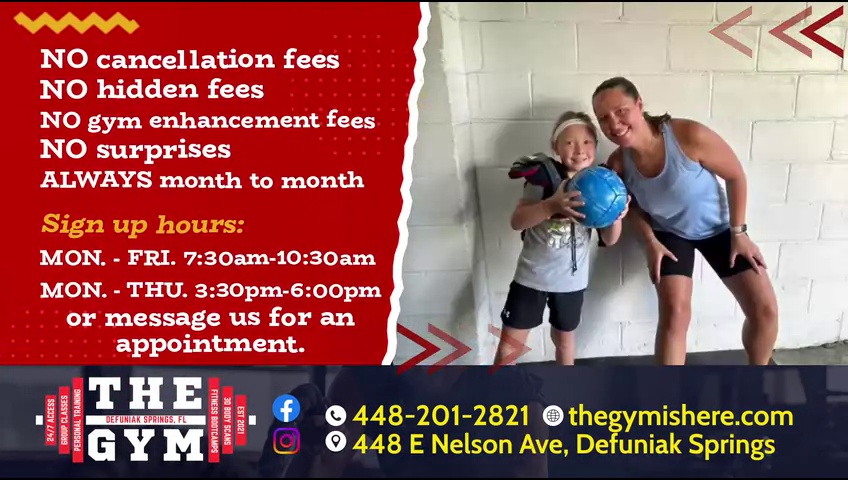 NO cancellation fees
NO hidden fees
NO gym enhancement fees
NO surprises
ALWAYS month to month
Sign up hours:
MON. - FRI. 7:30am-10:30am
MON. - THU. 3:30pm-6:00pm
or message us for an
appointment.
24/7 ACCESS
GROUP CLASSES
PERSONAL TRAINING
THE
DEFUNIAK SPRINGS, FL
GYM
FITNESS BOOTCAMPS
3D BODY SCANS
EST 2021
448-201-2821
thegymishere.com
448 E Nelson Ave, Defuniak Springs